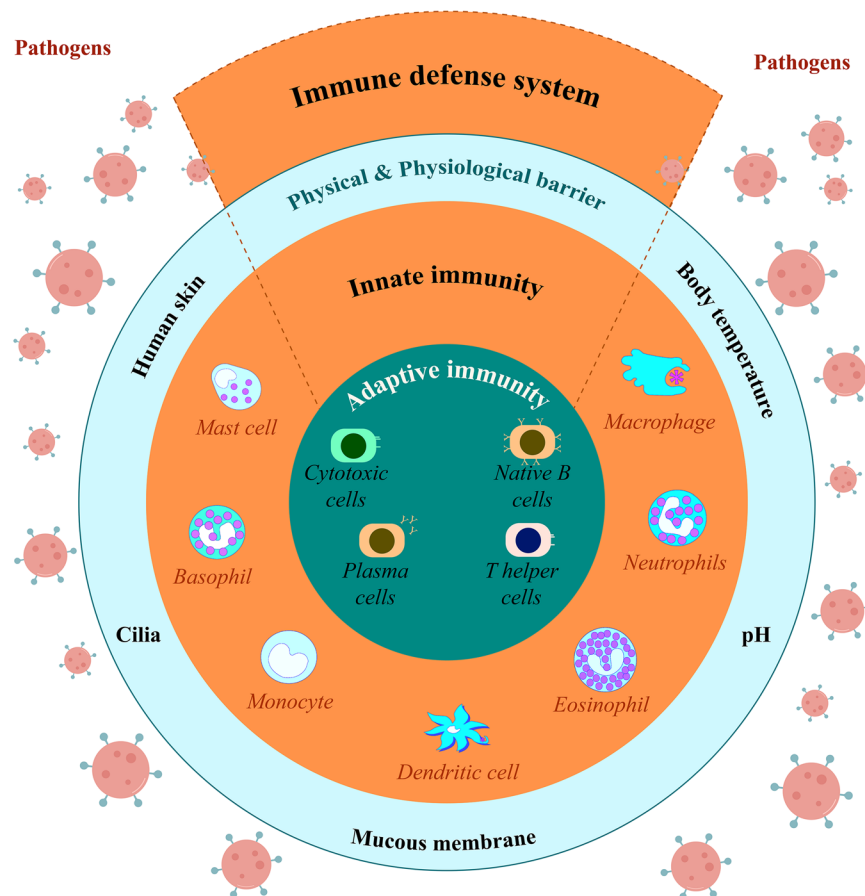 Pathogens
Pathogens
Immune defense system
Physical & Physiological barrier
Human skin
Body temperature
Innate immunity
Adaptive immunity
Mast cell
Macrophage
Cytotoxic
cells
Native B
cells
Basophil
Plasma
cells
T helper
cells
Neutrophils
Cilia
pH
Monocyte
Eosinophil
Dendritic cell
Mucous membrane